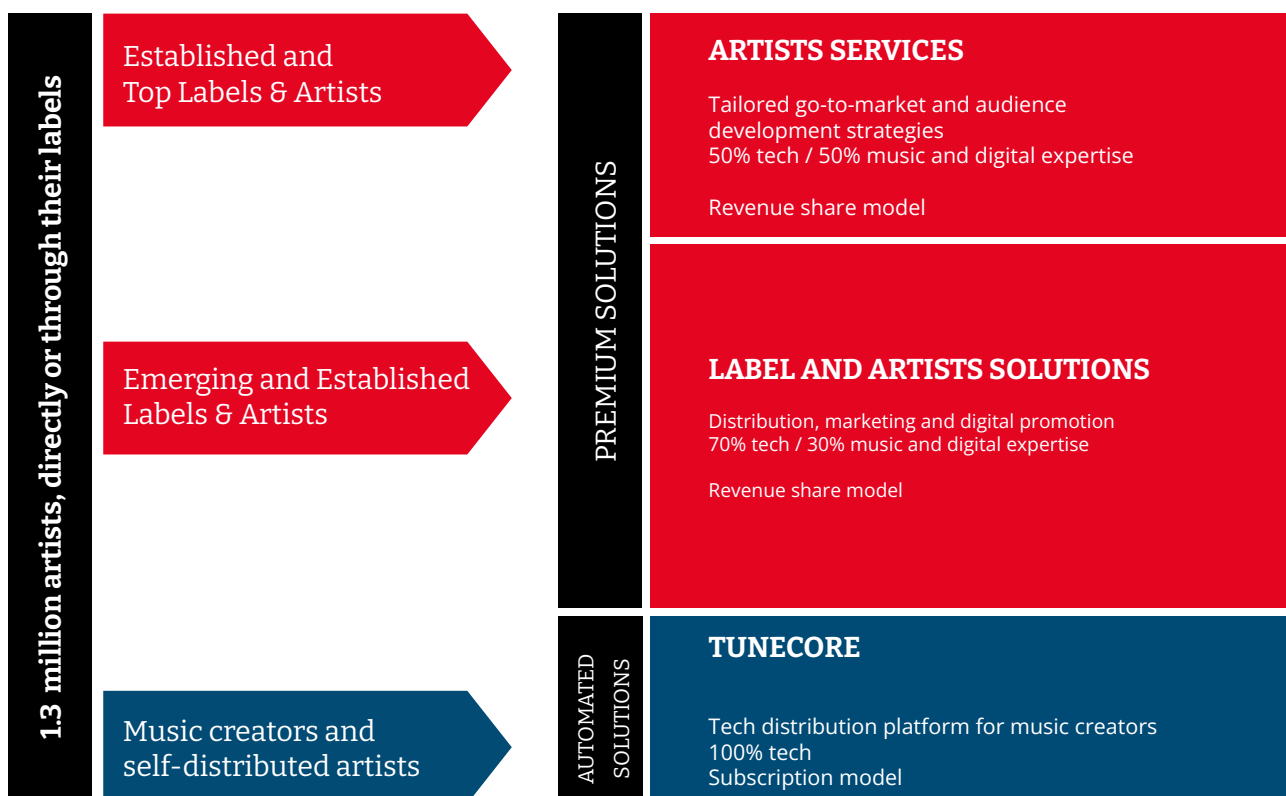 1.3 million artists, directly or through their labels
Established and
Top Labels & Artists
Emerging and Established
Labels & Artists
Music creators and
self-distributed artists
PREMIUM SOLUTIONS
AUTOMATED
SOLUTIONS
ARTISTS SERVICES
Tailored go-to-market and audience
development strategies
50% tech / 50% music and digital expertise
Revenue share model
LABEL AND ARTISTS SOLUTIONS
Distribution, marketing and digital promotion
70% tech / 30% music and digital expertise
Revenue share model
TUNECORE
Tech distribution platform for music creators
100% tech
Subscription model